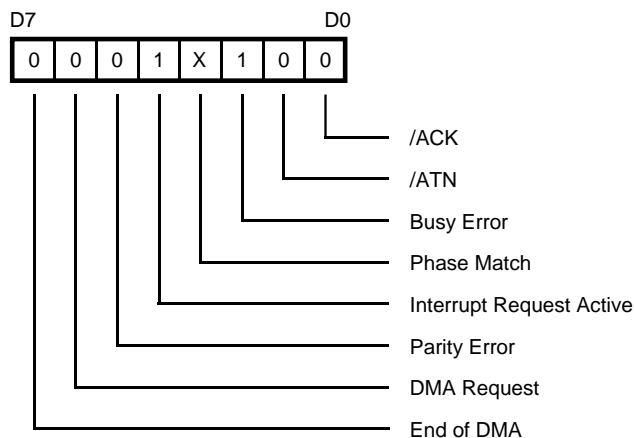 D7 D0
0 0 0 1 X 1 0 0
/ACK
/ATN
Busy Error
Phase Match
Interrupt Request Active
Parity Error
DMA Request
End of DMA